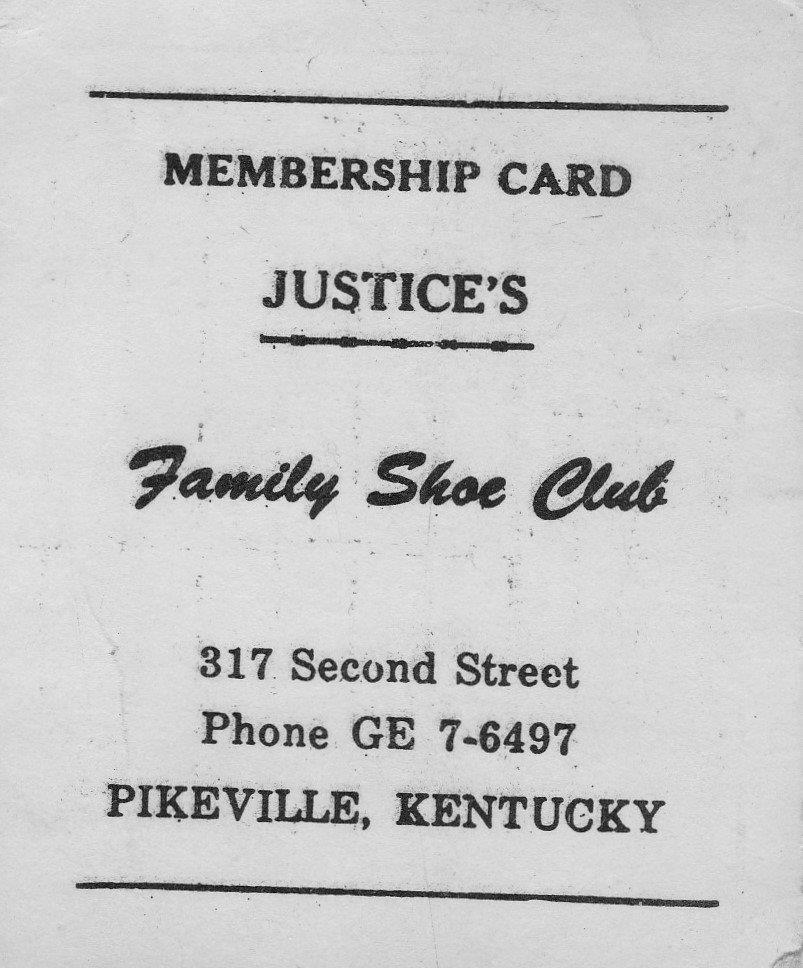 MEMBERSHIP CARD
JUSTICE'S
Family Shoe Club
317 Second Street
Phone GE 7-6497
PIKEVILLE, KENTUCKY